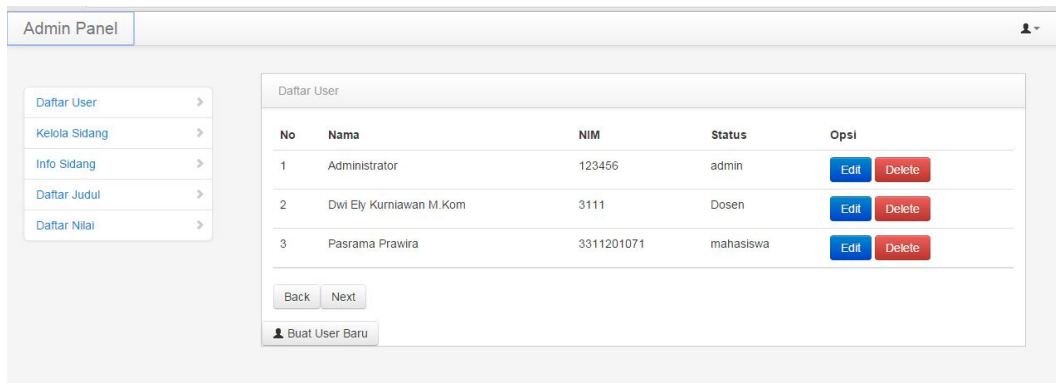 Admin Panel
Daftar User
Kelola Sidang
Info Sidang
Daftar Judul
Daftar Nilai
Daftar User
No Nama NIM Status Opsi
1 Administrator 123456 admin Edit Delete
2 Dwi Ely Kurniawan M.Kom 3111 Dosen Edit Delete
3 Pasrama Prawira 3311201071 mahasiswa Edit Delete
Back Next
Buat User Baru